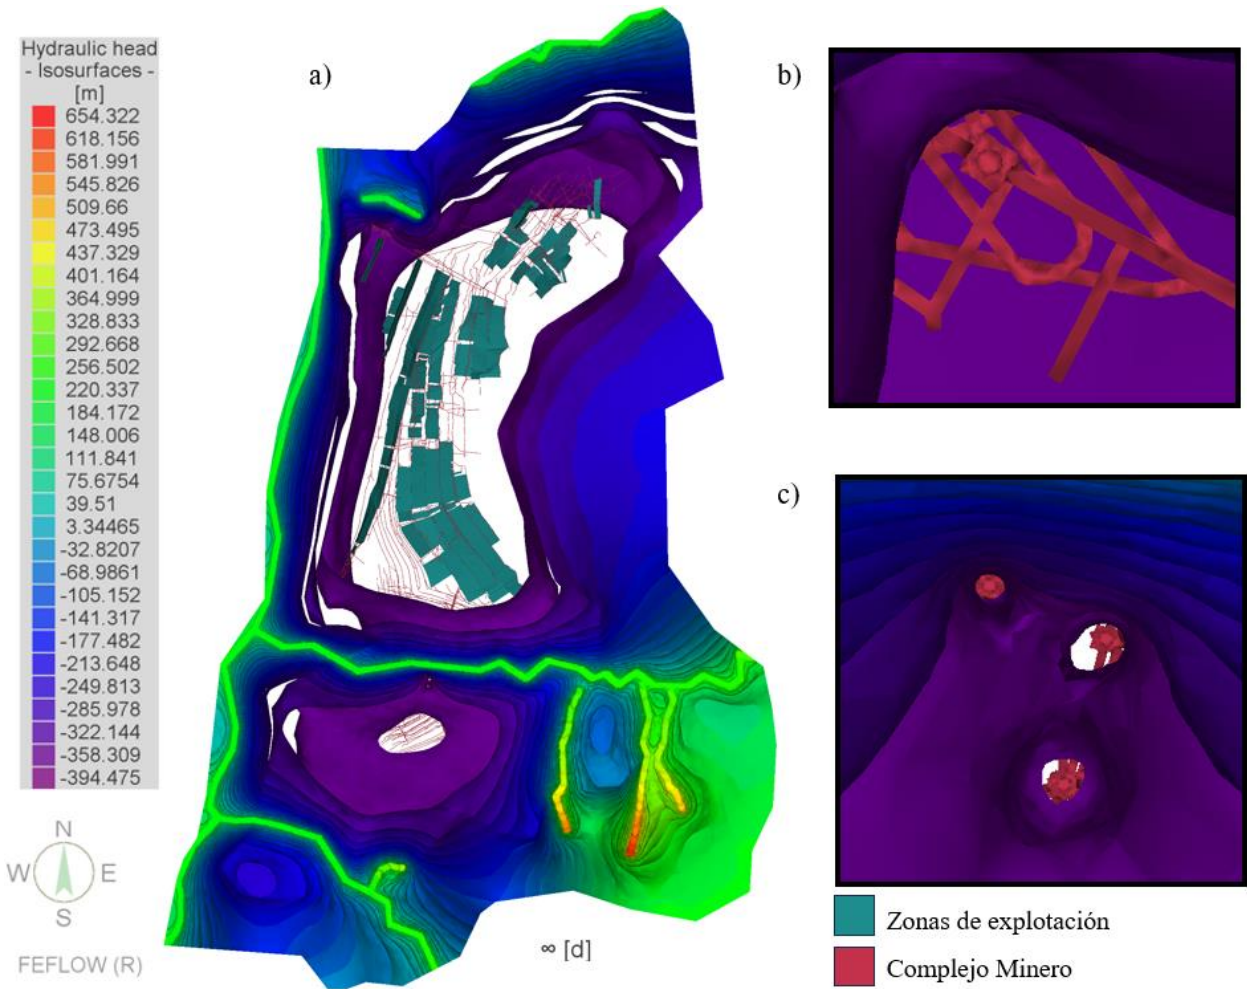 Hydraulic head
- Isosurfaces -
[m]
654.322
618.156
581.991
545.826
509.66
473.495
437.329
401.164
364.999
328.833
292.668
256.502
220.337
184.172
148.006
111.841
75.6754
39.51
3.34465
-32.8207
-68.9861
-105.152
-141.317
-177.482
-213.648
-249.813
-285.978
-322.144
-358.309
-394.475
N
W E
S
FEFLOW (R)
a)
∞ [d]
b)
c)
Zonas de explotación
Complejo Minero